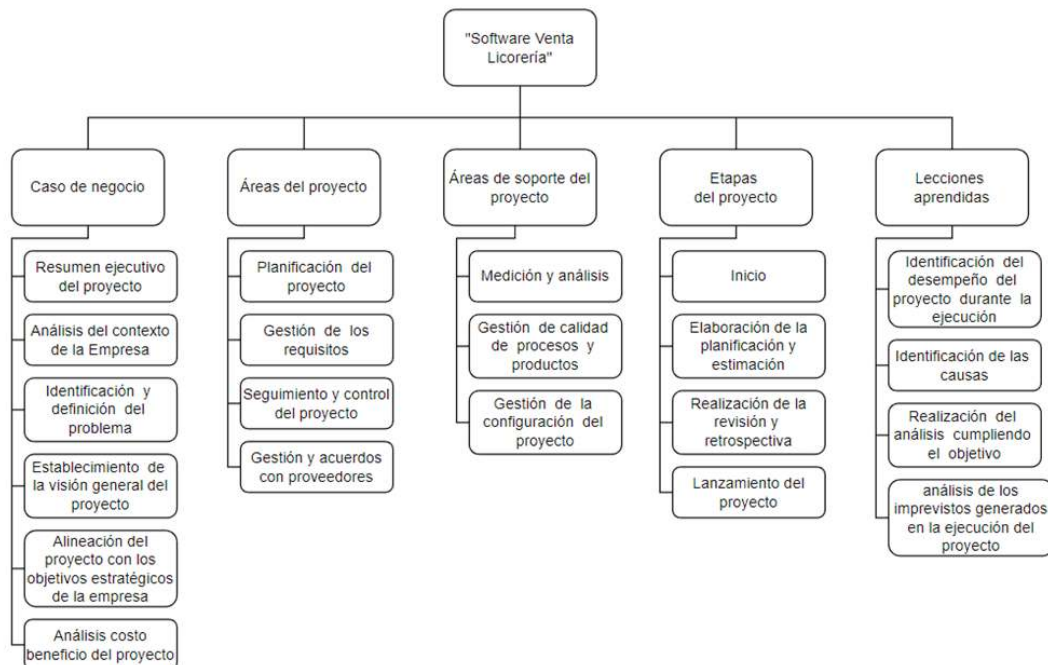 "Software Venta
Licorería"
Caso de negocio
Resumen ejecutivo
del proyecto
Análisis del contexto
de la Empresa
Identificación y
definición del
problema
Establecimiento de
la visión general del
proyecto
Alineación del
proyecto con los
objetivos estratégicos
de la empresa
Análisis costo
beneficio del proyecto
Áreas del proyecto
Planificación del
proyecto
Gestión de los
requisitos
Seguimiento y control
del proyecto
Gestión y acuerdos
con proveedores
Áreas de soporte del
proyecto
Medición y análisis
Gestión de calidad
de procesos y
productos
Gestión de la
configuración del
proyecto
Etapas
del proyecto
Inicio
Elaboración de la
planificación y
estimación
Realización de la
revisión y
retrospectiva
Lanzamiento del
proyecto
Lecciones
aprendidas
Identificación del
desempeño del
proyecto durante la
ejecución
Identificación de las
causas
Realización del
análisis cumpliendo
el objetivo
análisis de los
imprevistos generados
en la ejecución del
proyecto